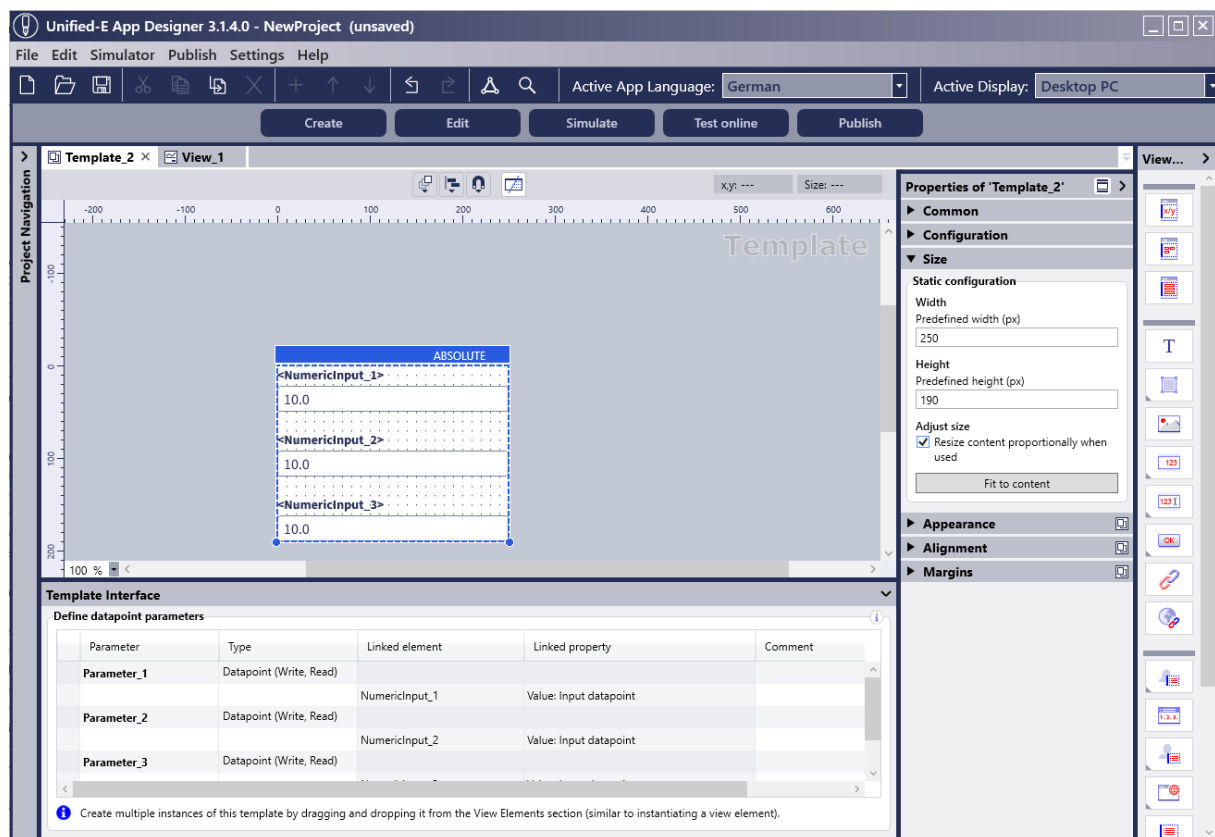 Unified-E App Designer 3.1.4.0 - NewProject (unsaved)
File Edit Simulator Publish Settings Help
Active App Language: German Active Display: Desktop PC
Create Edit Simulate Test online Publish
Template_2 View_1 View...
Project Navigation
x,y: --- Size: --- Properties of 'Template_2'
-200 -100 0 100 200 300 400 500 600
-100 0 100 200
Template
ABSOLUTE
<NumericInput_1>
10.0
<NumericInput_2>
10.0
<NumericInput_3>
10.0
100 %
Common
Configuration
Size
Static configuration
Width
Predefined width (px)
250
Height
Predefined height (px)
190
Adjust size
Resize content proportionally when
used
Fit to content
Appearance
Alignment
Margins
x/y
T
123
123
OK
1.2.3.
Template Interface
Define datapoint parameters
Parameter Type Linked element Linked property Comment
Parameter_1 Datapoint (Write, Read)
NumericInput_1 Value: Input datapoint
Parameter_2 Datapoint (Write, Read)
NumericInput_2 Value: Input datapoint
Parameter_3 Datapoint (Write, Read)
Create multiple instances of this template by dragging and dropping it from the View Elements section (similar to instantiating a view element).